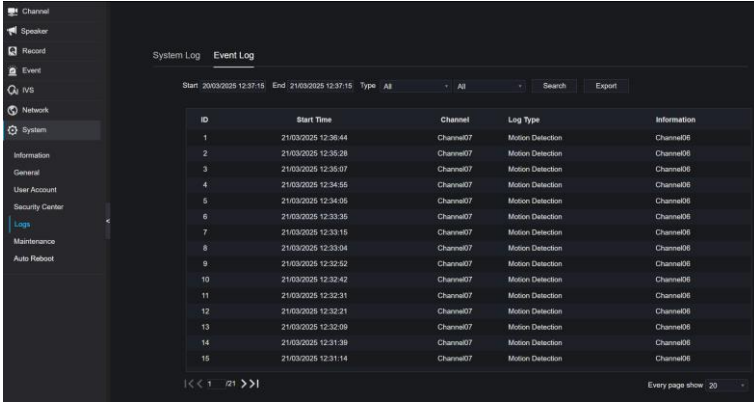 Channel
Speaker
Record
Event
IVS
Network
System
Information
General
User Account
Security Center
Logs
Maintenance
Auto Reboot
System Log Event Log
Start 20/03/2025 12:37:15 End 21/03/2025 12:37:15 Type All All Search Export
ID Start Time Channel Log Type Information
1 21/03/2025 12:36:44 Channel07 Motion Detection Channel06
2 21/03/2025 12:35:28 Channel07 Motion Detection Channel06
3 21/03/2025 12:35:07 Channel07 Motion Detection Channel06
4 21/03/2025 12:34:55 Channel07 Motion Detection Channel06
5 21/03/2025 12:34:05 Channel07 Motion Detection Channel06
6 21/03/2025 12:33:35 Channel07 Motion Detection Channel06
7 21/03/2025 12:33:15 Channel07 Motion Detection Channel06
8 21/03/2025 12:33:04 Channel07 Motion Detection Channel06
9 21/03/2025 12:32:52 Channel07 Motion Detection Channel06
10 21/03/2025 12:32:42 Channel07 Motion Detection Channel06
11 21/03/2025 12:32:31 Channel07 Motion Detection Channel06
12 21/03/2025 12:32:21 Channel07 Motion Detection Channel06
13 21/03/2025 12:32:09 Channel07 Motion Detection Channel06
14 21/03/2025 12:31:39 Channel07 Motion Detection Channel06
15 21/03/2025 12:31:14 Channel07 Motion Detection Channel06
1 /21 Every page show 20